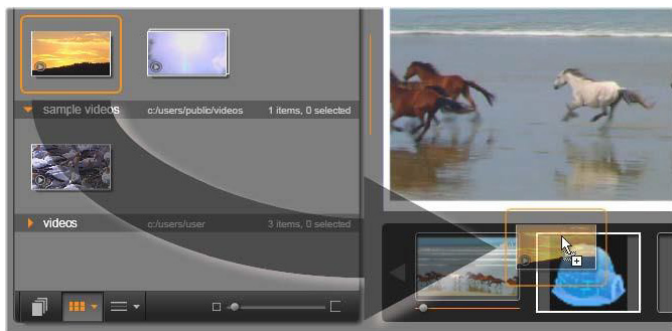 sample videos c:/users/public/videos 1 items, 0 selected
videos c:/users/user 3 items, 0 selected